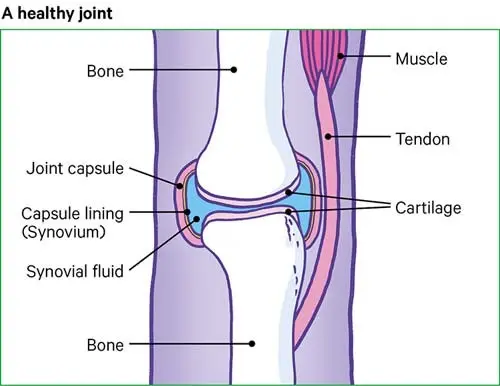 A healthy joint
Bone
Muscle
Tendon
Joint capsule
Capsule lining
(Synovium)
Cartilage
Synovial fluid
Bone